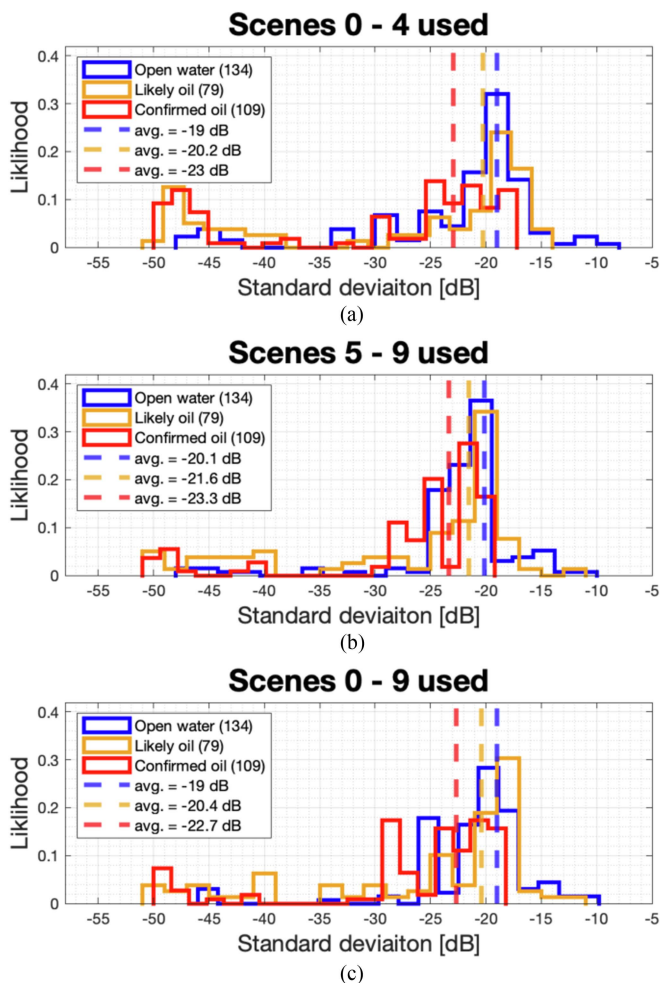 Scenes 0 - 4 used
0.4
0.3
0.2
0.1
0
Liklihood
Open water (134)
Likely oil (79)
Confirmed oil (109)
avg. = -19 dB
avg. = -20.2 dB
avg. = -23 dB
-55 -50 -45 -40 -35 -30 -25 -20 -15 -10 -5
Standard deviaiton [dB]
(a)
Scenes 5 - 9 used
0.4
0.3
0.2
0.1
0
Liklihood
Open water (134)
Likely oil (79)
Confirmed oil (109)
avg. = -20.1 dB
avg. = -21.6 dB
avg. = -23.3 dB
-55 -50 -45 -40 -35 -30 -25 -20 -15 -10 -5
Standard deviaiton [dB]
(b)
Scenes 0 - 9 used
0.4
0.3
0.2
0.1
0
Liklihood
Open water (134)
Likely oil (79)
Confirmed oil (109)
avg. = -19 dB
avg. = -20.4 dB
avg. = -22.7 dB
-55 -50 -45 -40 -35 -30 -25 -20 -15 -10 -5
Standard deviaiton [dB]
(c)